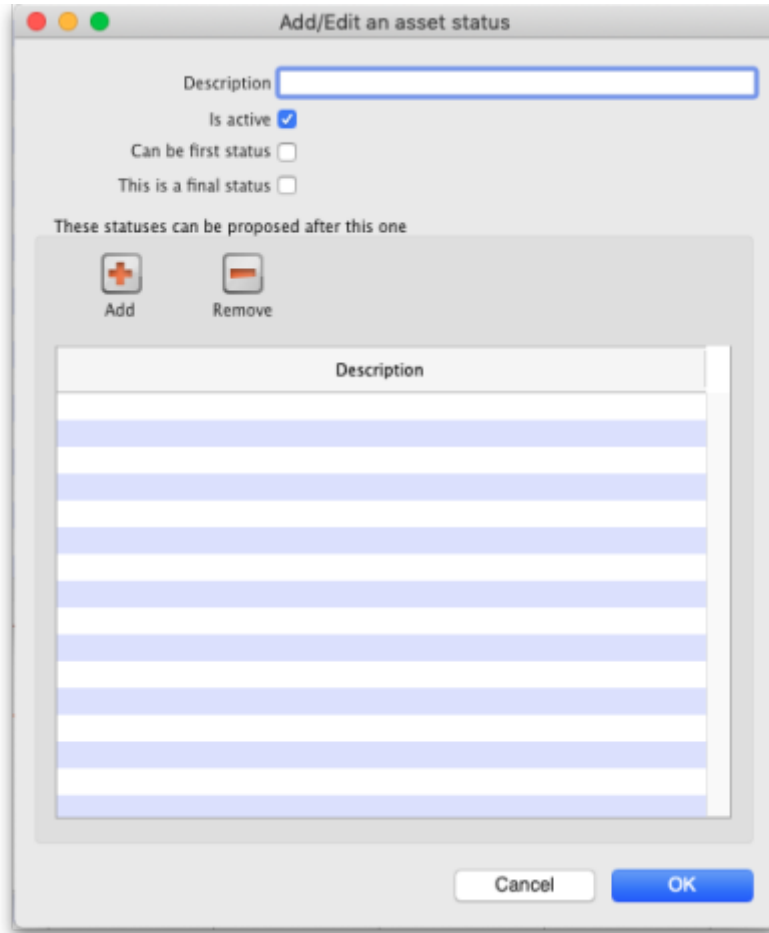 Add/Edit an asset status
Description
Is active
Can be first status
This is a final status
These statuses can be proposed after this one
Add Remove
Description
Cancel OK